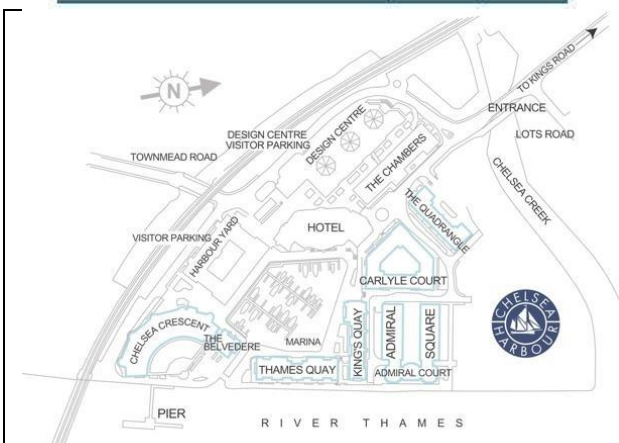 TO KINGS ROAD
N
ENTRANCE
DESIGN CENTRE
DESIGN CENTRE
VISITOR PARKING
LOTS ROAD
TOWNMEAD ROAD
THE CHAMBERS
CHELSEA CREEK
THE QUADRANGLE
HOTEL
VISITOR PARKING
HARBOUR YARD
CARLYLE COURT
CHELSEA
HARBOUR
CHELSEA CRESCENT
THE
BELVEDERE
MARINA
KING'S QUAY
ADMIRAL
SQUARE
THAMES QUAY
ADMIRAL COURT
PIER
RIVER THAMES